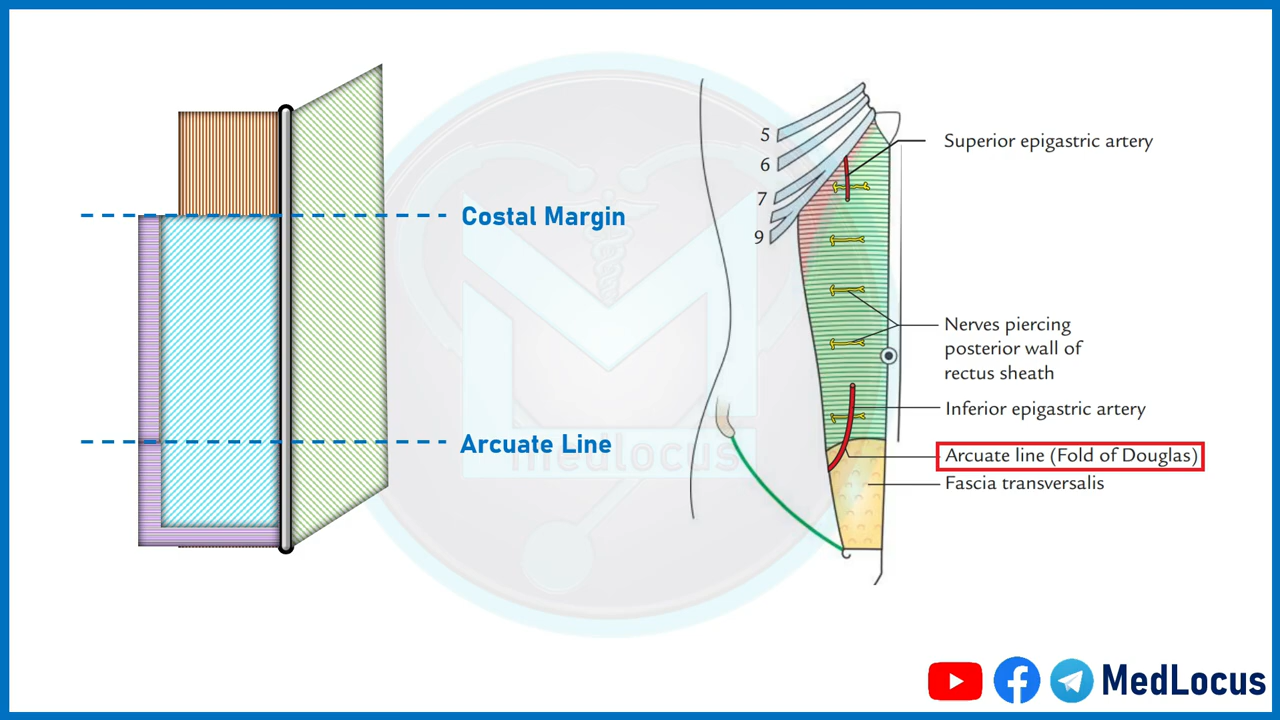 Costal Margin
Arcuate Line
5
6
7
9
Superior epigastric artery
Nerves piercing
posterior wall of
rectus sheath
Inferior epigastric artery
Arcuate line (Fold of Douglas)
Fascia transversalis
medlocus
MedLocus